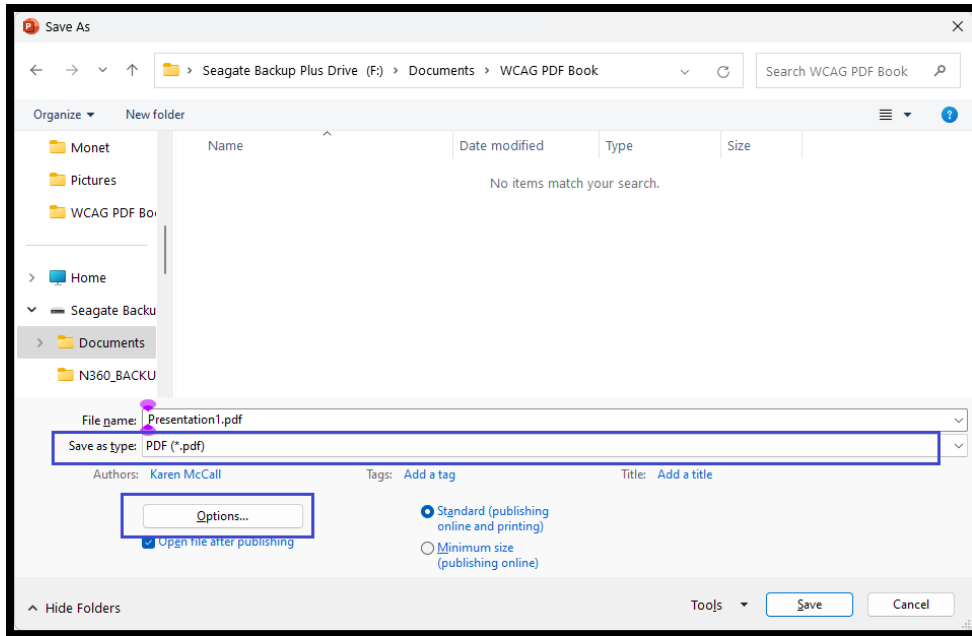 Save As
Seagate Backup Plus Drive (F:) > Documents > WCAG PDF Book
Search WCAG PDF Book
Organize
New folder
Name
Date modified
Type
Size
No items match your search.
Monet
Pictures
WCAG PDF Boo
Home
Seagate Backu
Documents
N360_BACKU
File name: Presentation1.pdf
Save as type: PDF (*.pdf)
Authors: Karen McCall
Tags: Add a tag
Title: Add a title
Options...
Open file after publishing
Standard (publishing
online and printing)
Minimum size
(publishing online)
Hide Folders
Tools
Save
Cancel